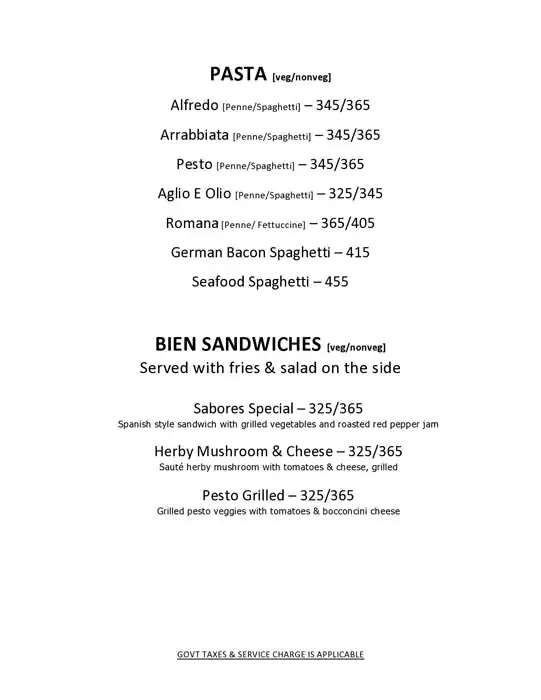 PASTA [veg/nonveg]
Alfredo [Penne/Spaghetti] – 345/365
Arrabbiata [Penne/Spaghetti] – 345/365
Pesto [Penne/Spaghetti] – 345/365
Aglio E Olio [Penne/Spaghetti] – 325/345
Romana [Penne/ Fettuccine] – 365/405
German Bacon Spaghetti – 415
Seafood Spaghetti – 455
BIEN SANDWICHES [veg/nonveg]
Served with fries & salad on the side
Sabores Special – 325/365
Spanish style sandwich with grilled vegetables and roasted red pepper jam
Herby Mushroom & Cheese – 325/365
Sauté herby mushroom with tomatoes & cheese, grilled
Pesto Grilled – 325/365
Grilled pesto veggies with tomatoes & bocconcini cheese
GOVT TAXES & SERVICE CHARGE IS APPLICABLE